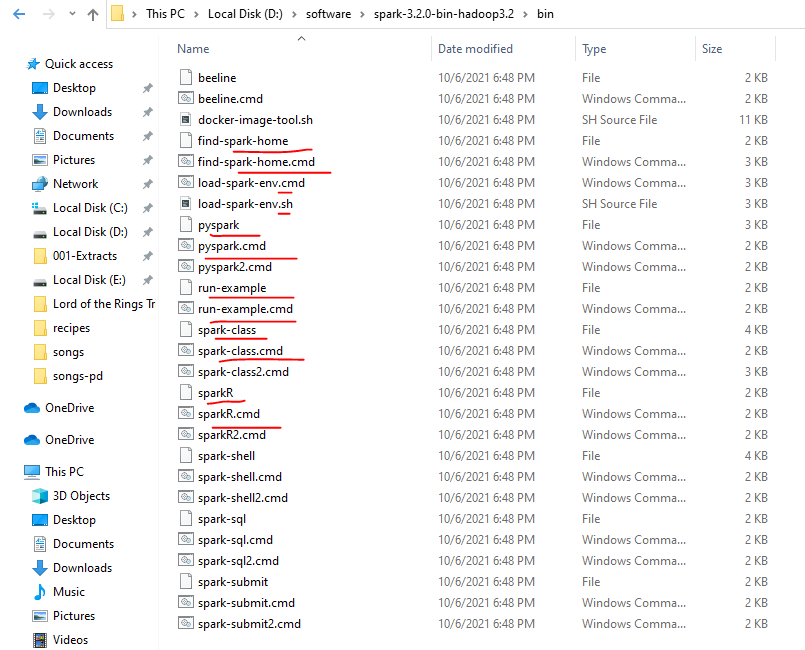 This PC > Local Disk (D:) > software > spark-3.2.0-bin-hadoop3.2 > bin
Name Date modified Type Size
Quick access
Desktop
Downloads
Documents
Pictures
Network
Local Disk (C:)
Local Disk (D:)
001-Extracts
Local Disk (E:)
Lord of the Rings Tr
recipes
songs
songs-pd
OneDrive
OneDrive
This PC
3D Objects
Desktop
Documents
Downloads
Music
Pictures
Videos
beeline 10/6/2021 6:48 PM File 2 KB
beeline.cmd 10/6/2021 6:48 PM Windows Comma... 2 KB
docker-image-tool.sh 10/6/2021 6:48 PM SH Source File 11 KB
find-spark-home 10/6/2021 6:48 PM File 2 KB
find-spark-home.cmd 10/6/2021 6:48 PM Windows Comma... 3 KB
load-spark-env.cmd 10/6/2021 6:48 PM Windows Comma... 3 KB
load-spark-env.sh 10/6/2021 6:48 PM SH Source File 3 KB
pyspark 10/6/2021 6:48 PM File 3 KB
pyspark.cmd 10/6/2021 6:48 PM Windows Comma... 2 KB
pyspark2.cmd 10/6/2021 6:48 PM Windows Comma... 2 KB
run-example 10/6/2021 6:48 PM File 2 KB
run-example.cmd 10/6/2021 6:48 PM Windows Comma... 2 KB
spark-class 10/6/2021 6:48 PM File 4 KB
spark-class.cmd 10/6/2021 6:48 PM Windows Comma... 2 KB
spark-class2.cmd 10/6/2021 6:48 PM Windows Comma... 3 KB
sparkR 10/6/2021 6:48 PM File 2 KB
sparkR.cmd 10/6/2021 6:48 PM Windows Comma... 2 KB
sparkR2.cmd 10/6/2021 6:48 PM Windows Comma... 2 KB
spark-shell 10/6/2021 6:48 PM File 4 KB
spark-shell.cmd 10/6/2021 6:48 PM Windows Comma... 2 KB
spark-shell2.cmd 10/6/2021 6:48 PM Windows Comma... 2 KB
spark-sql 10/6/2021 6:48 PM File 2 KB
spark-sql.cmd 10/6/2021 6:48 PM Windows Comma... 2 KB
spark-sql2.cmd 10/6/2021 6:48 PM Windows Comma... 2 KB
spark-submit 10/6/2021 6:48 PM File 2 KB
spark-submit.cmd 10/6/2021 6:48 PM Windows Comma... 2 KB
spark-submit2.cmd 10/6/2021 6:48 PM Windows Comma... 2 KB